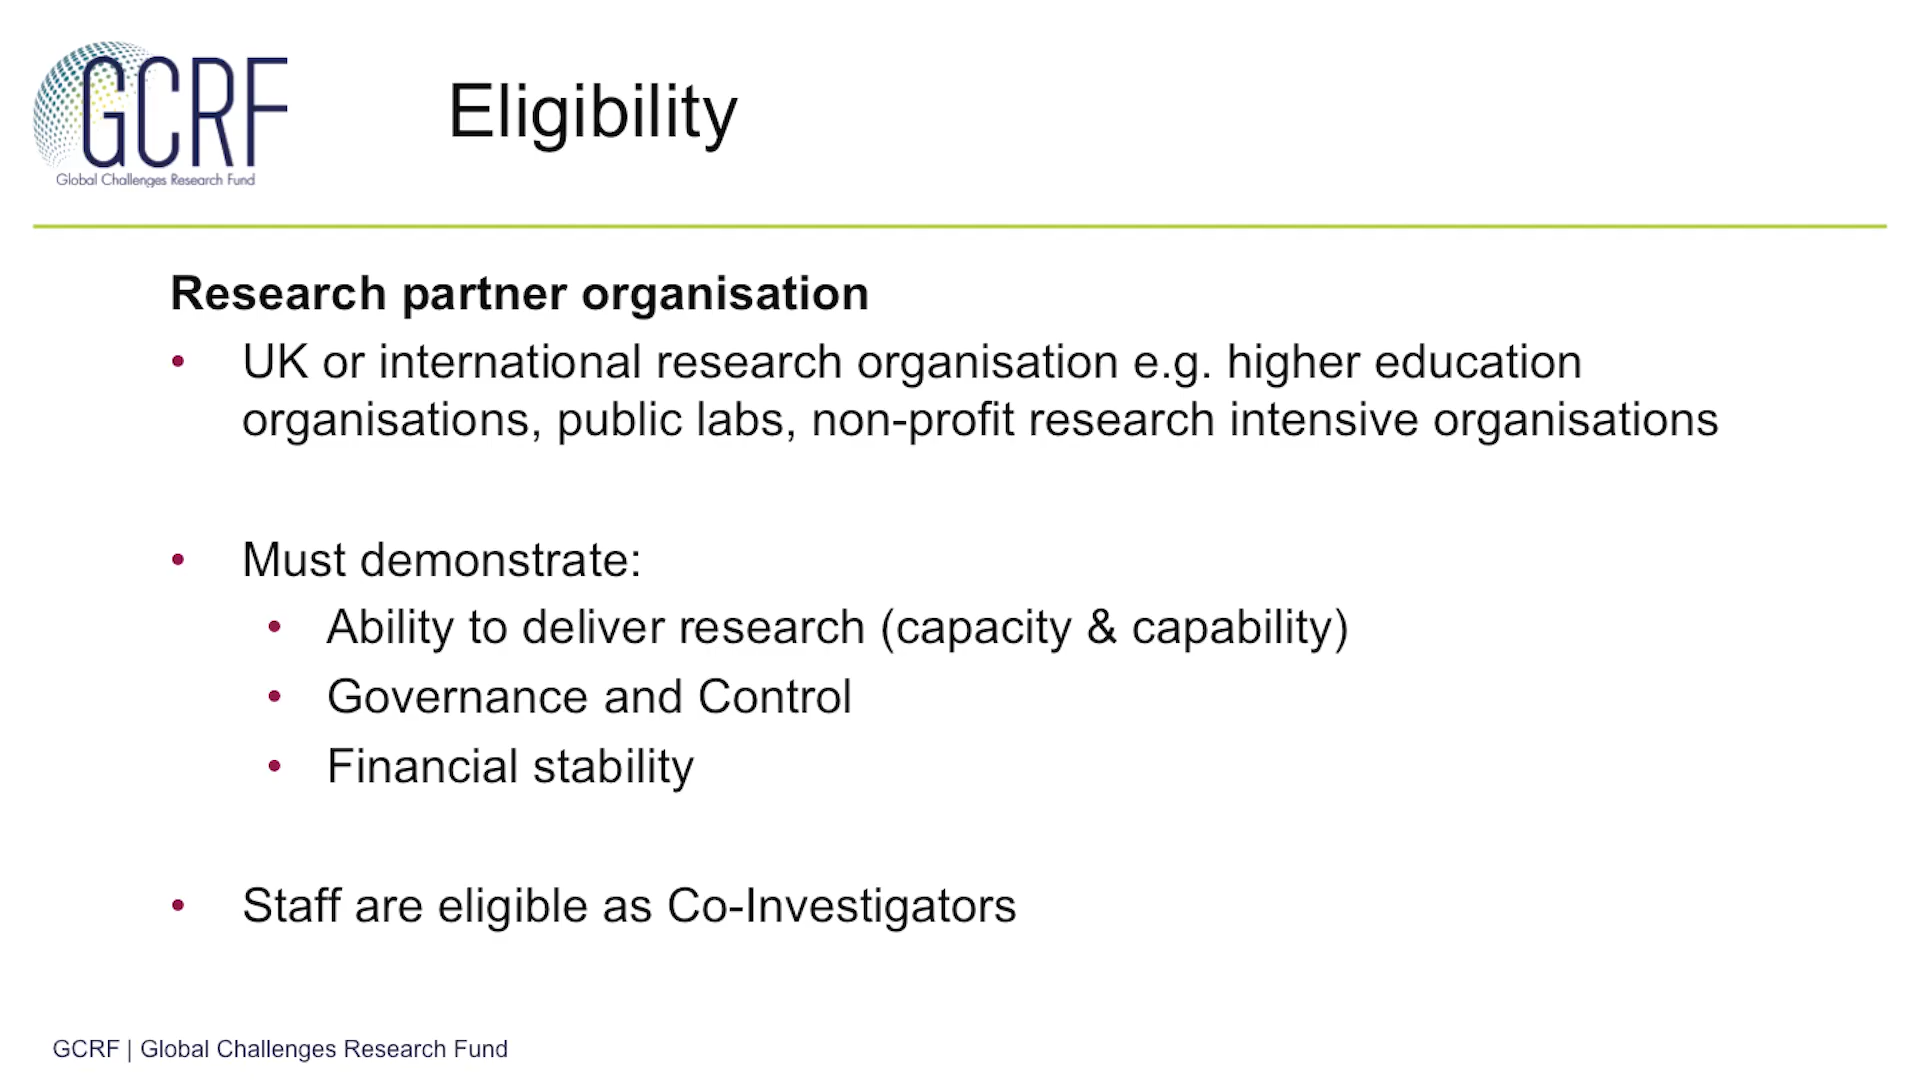 GCRF
Global Challenges Research Fund
Eligibility
Research partner organisation
• UK or international research organisation e.g. higher education
organisations, public labs, non-profit research intensive organisations
• Must demonstrate:
• Ability to deliver research (capacity & capability)
• Governance and Control
• Financial stability
• Staff are eligible as Co-Investigators
GCRF | Global Challenges Research Fund